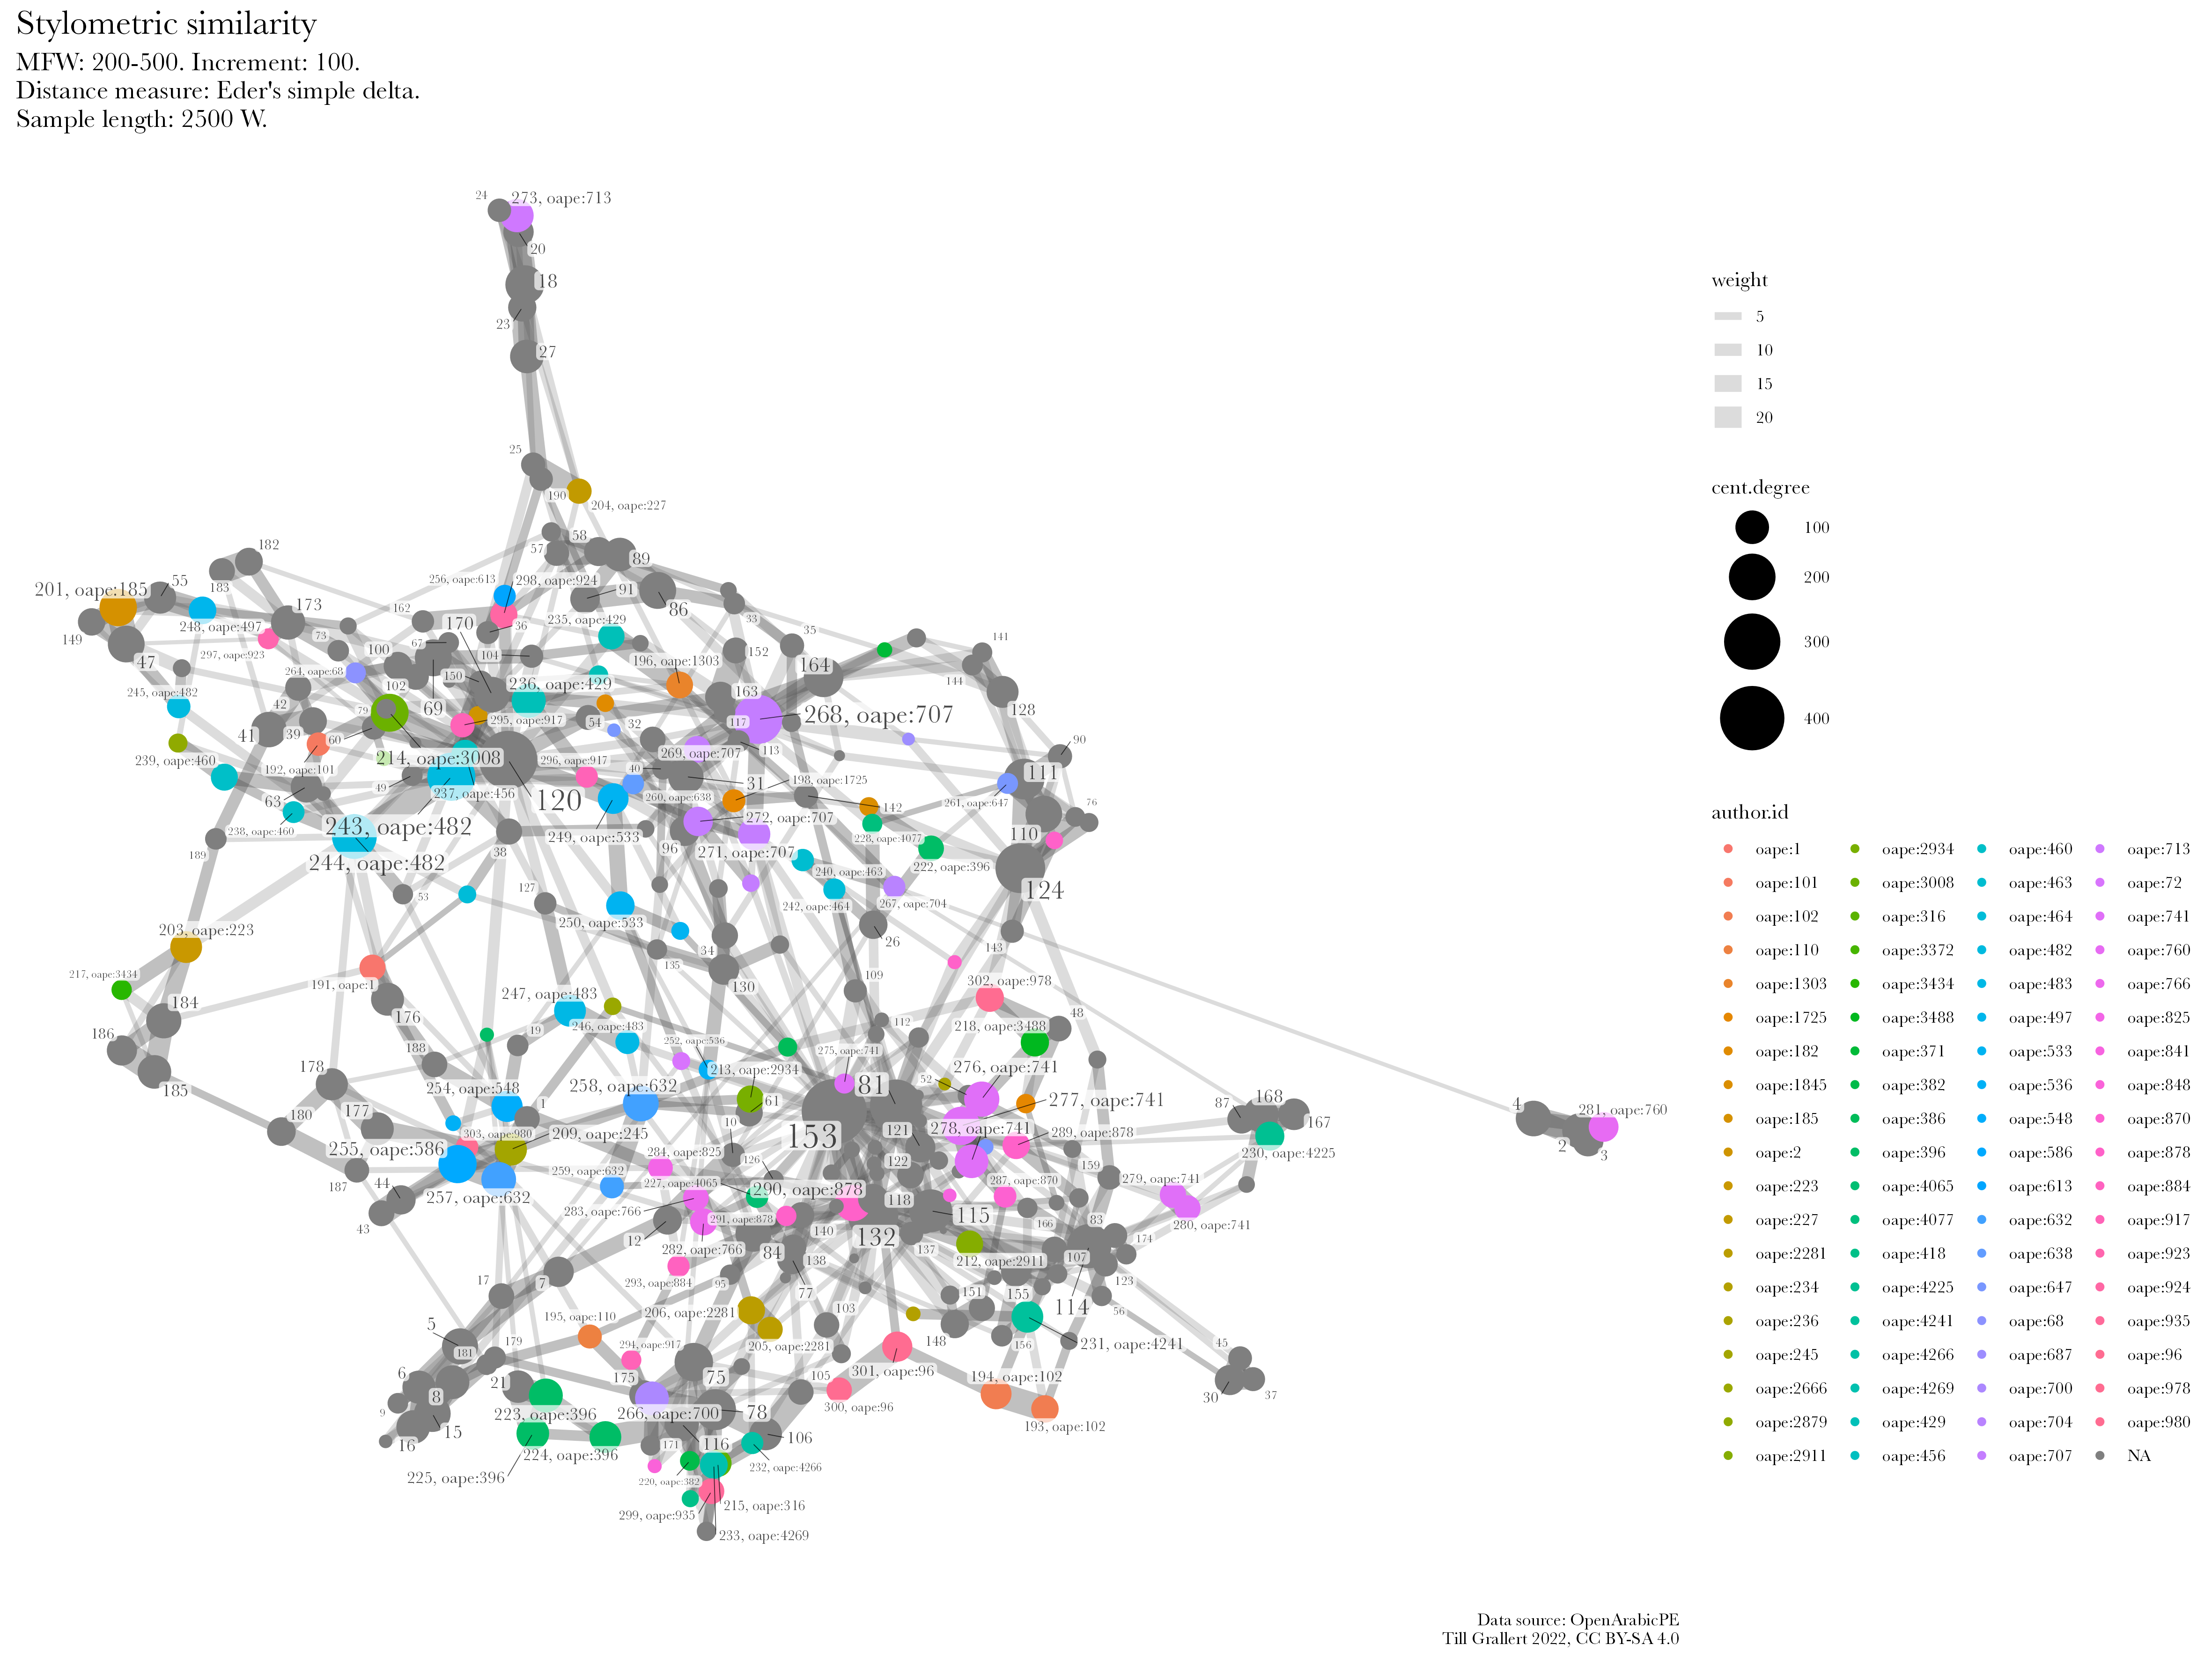 Stylometric similarity
MFW: 200-500. Increment: 100.
Distance measure: Eder's simple delta.
Sample length: 2500 W.
24
273, oape:713
20
18
23
27
25
190
204, oape:227
58
57
89
182
256, oape:613
298, oape:924
55
201, oape:185
183
91
86
162
173
170
36
235, oape:429
33
35
141
248, oape:497
149
73
67
297, oape:923
47
100
104
152
196, oape:1303
164
264, oape:68
150
144
245, oape:482
102
236, oape:429
163
42
79
69
128
295, oape:917
54
32
117
268, oape:707
41
39
60
113
90
239, oape:460
192, oape:101
214, oape:3008
296, oape:917
269, oape:707
40
31
198, oape:1725
111
49
237, oape:456
63
120
260, oape:638
142
261, oape:647
76
238, oape:460
243, oape:482
249, oape:533
272, oape:707
228, oape:4077
110
189
38
96
271, oape:707
244, oape:482
240, oape:463
222, oape:396
124
127
53
242, oape:464
267, oape:704
250, oape:533
203, oape:223
26
34
143
135
217, oape:3434
109
191, oape:1
130
302, oape:978
247, oape:483
184
176
48
19
246, oape:483
112
218, oape:3488
186
188
252, oape:536
275, oape:741
178
213, oape:2934
276, oape:741
185
254, oape:548
258, oape:632
81
52
1
61
277, oape:741
87
168
4
281, oape:760
180
177
167
10
153
121
278, oape:741
303, oape:980
209, oape:245
289, oape:878
255, oape:586
284, oape:825
126
122
230, oape:4225
2
3
259, oape:632
159
187
44
227, oape:4065
290, oape:878
287, oape:870
279, oape:741
257, oape:632
118
283, oape:766
291, oape:878
115
43
166
83
280, oape:741
12
140
132
174
282, oape:766
84
137
138
212, oape:2911
107
17
7
293, oape:884
95
123
77
151
155
103
114
56
195, oape:110
206, oape:2281
5
179
294, oape:917
205, oape:2281
148
156
231, oape:4241
45
181
301, oape:96
6
175
75
105
194, oape:102
21
8
30
37
9
300, oape:96
223, oape:396
266, oape:700
78
193, oape:102
15
16
106
116
171
224, oape:396
232, oape:4266
225, oape:396
220, oape:382
215, oape:316
299, oape:935
233, oape:4269
weight
5
10
15
20
cent.degree
100
200
300
400
author.id
oape:1
oape:101
oape:102
oape:110
oape:1303
oape:1725
oape:182
oape:1845
oape:185
oape:2
oape:223
oape:227
oape:2281
oape:234
oape:236
oape:245
oape:2666
oape:2879
oape:2911
oape:2934
oape:3008
oape:316
oape:3372
oape:3434
oape:3488
oape:371
oape:382
oape:386
oape:396
oape:4065
oape:4077
oape:418
oape:4225
oape:4241
oape:4266
oape:4269
oape:429
oape:456
oape:460
oape:463
oape:464
oape:482
oape:483
oape:497
oape:533
oape:536
oape:548
oape:586
oape:613
oape:632
oape:638
oape:647
oape:68
oape:687
oape:700
oape:704
oape:707
oape:713
oape:72
oape:741
oape:760
oape:766
oape:825
oape:841
oape:848
oape:870
oape:878
oape:884
oape:917
oape:923
oape:924
oape:935
oape:96
oape:978
oape:980
NA
Data source: OpenArabicPE
Till Grallert 2022, CC BY-SA 4.0